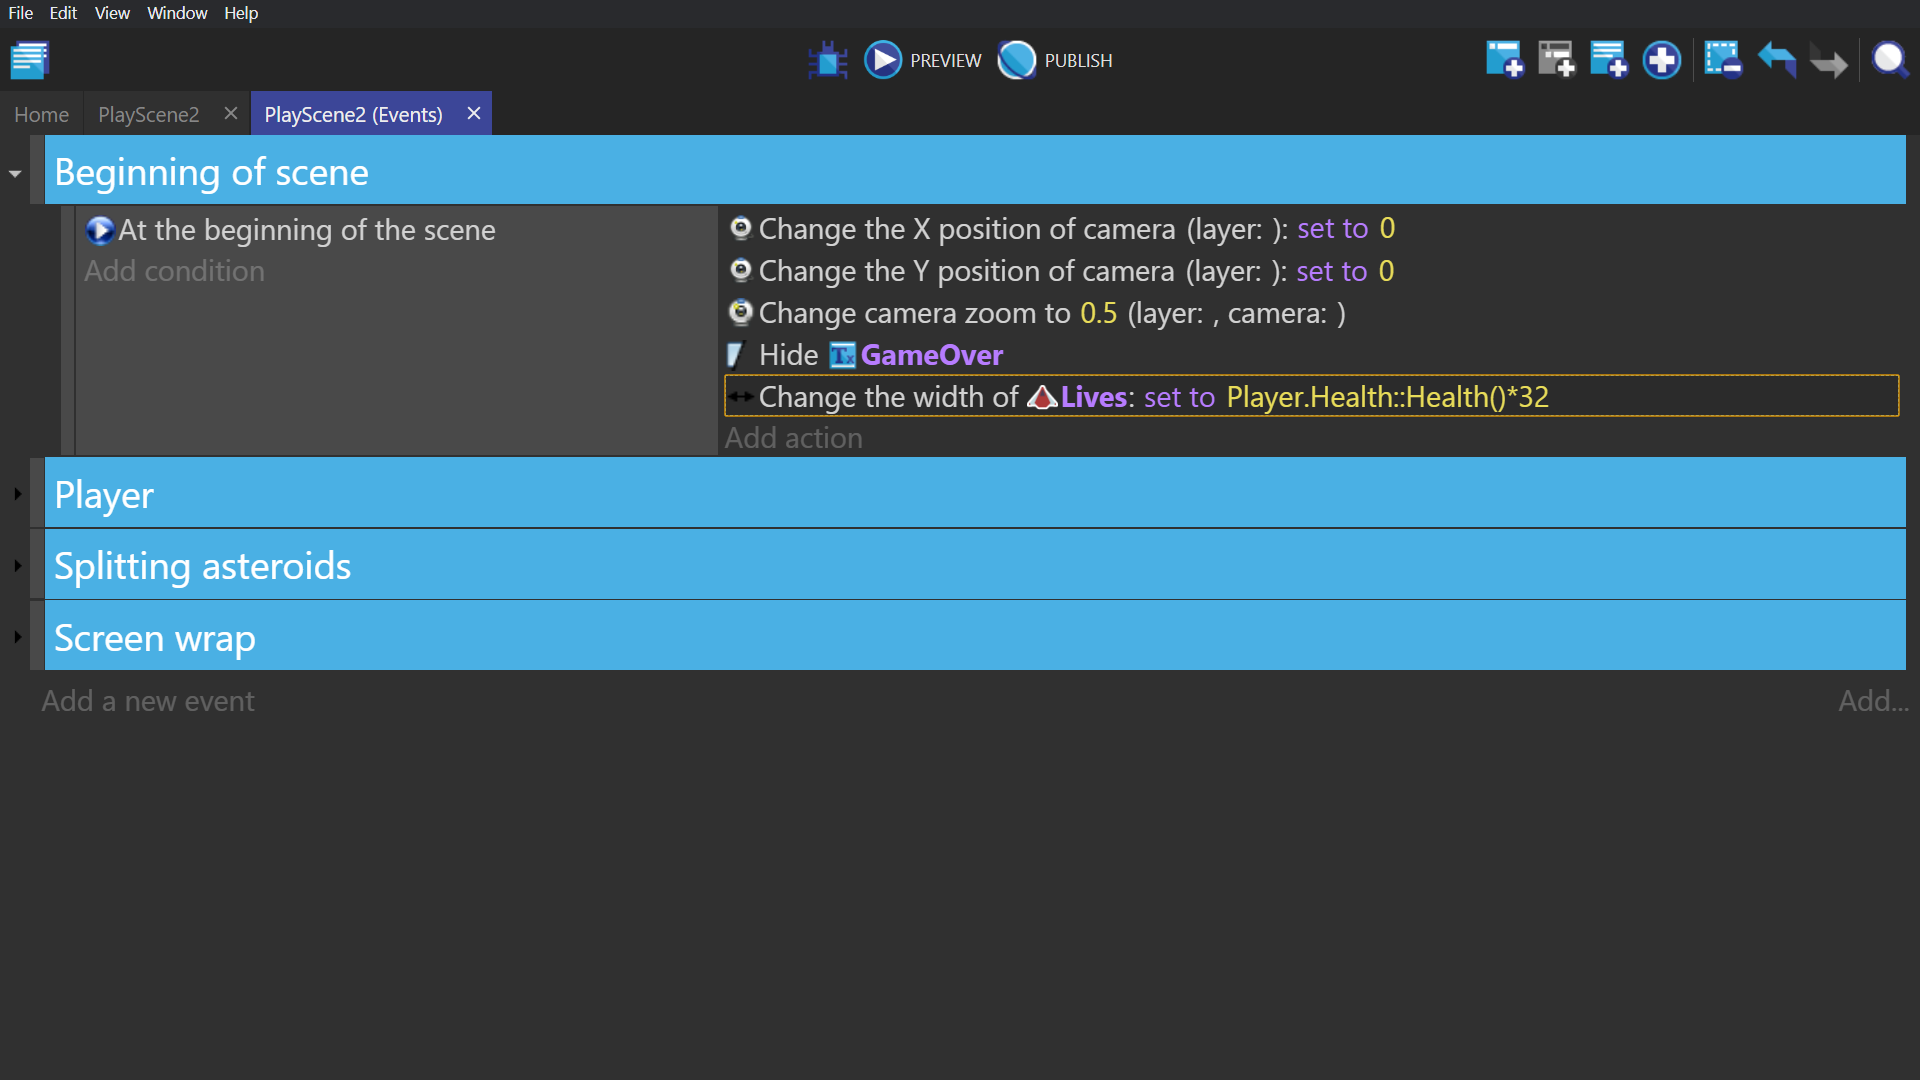 File Edit View Window Help
PREVIEW PUBLISH
Home PlayScene2 PlayScene2 (Events)
Beginning of scene
At the beginning of the scene
Add condition
Change the X position of camera (layer: ): set to 0
Change the Y position of camera (layer: ): set to 0
Change camera zoom to 0.5 (layer: , camera: )
Hide Tx GameOver
Change the width of Lives: set to Player.Health::Health()*32
Add action
Player
Splitting asteroids
Screen wrap
Add a new event Add...